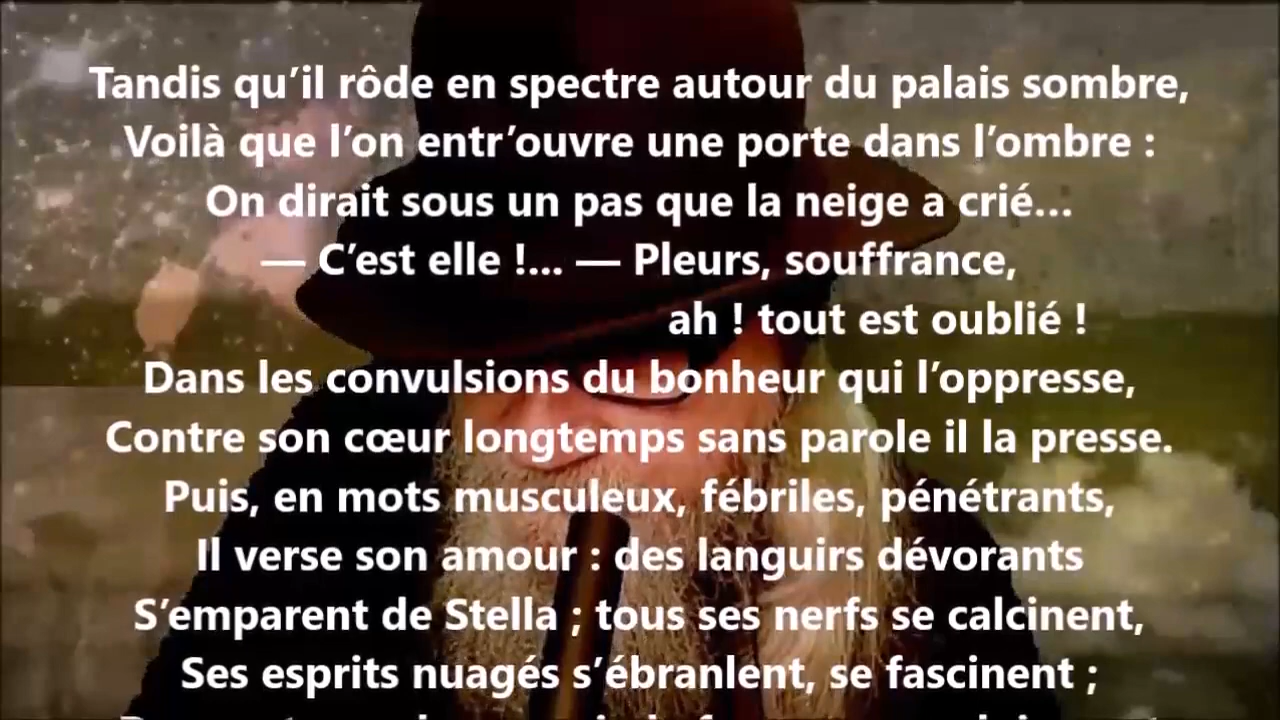 Tandis qu’il rôde en spectre autour du palais sombre,
Voilà que l’on entr’ouvre une porte dans l’ombre :
On dirait sous un pas que la neige a crié...
— C’est elle !... — Pleurs, souffrance,
ah ! tout est oublié !
Dans les convulsions du bonheur qui l’oppresse,
Contre son cœur longtemps sans parole il la presse.
Puis, en mots musculeux, fébriles, pénétrants,
Il verse son amour : des languirs dévorants
S’emparent de Stella ; tous ses nerfs se calcinent,
Ses esprits nuagés s’ébranlent, se fascinent ;